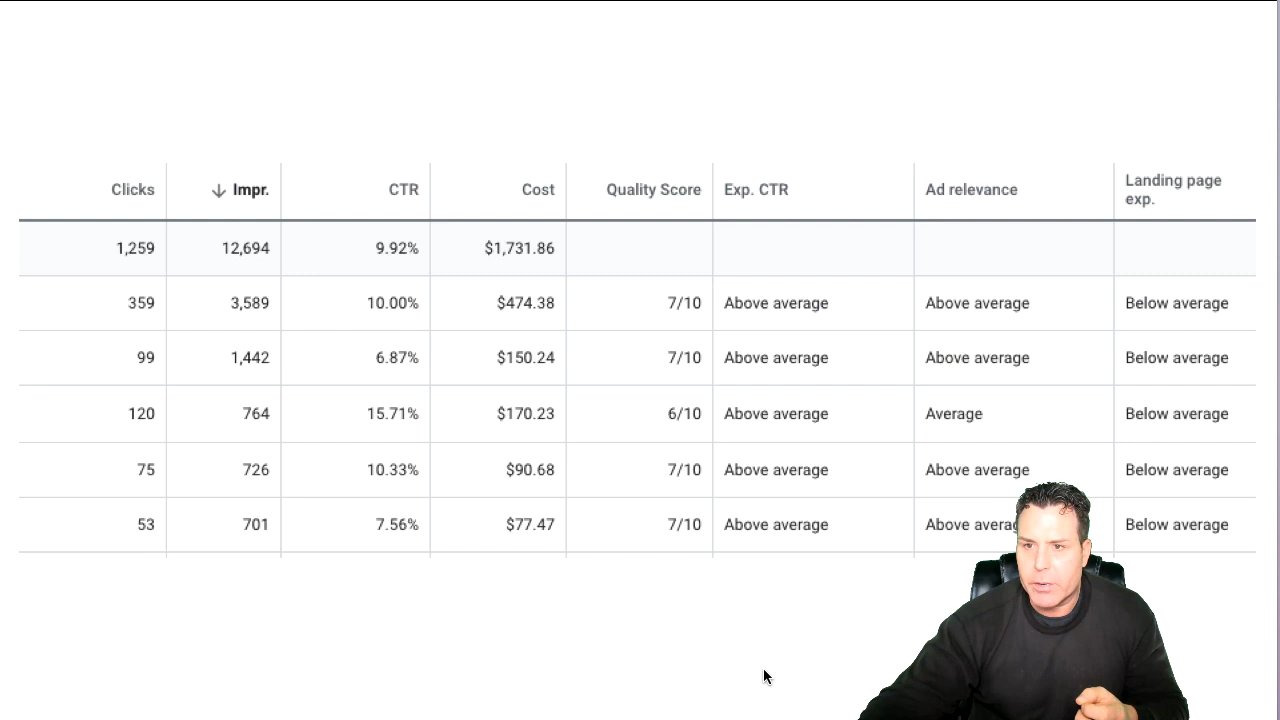 Clicks ↓ Impr. CTR Cost Quality Score Exp. CTR Ad relevance Landing page exp.
1,259 12,694 9.92% $1,731.86
359 3,589 10.00% $474.38 7/10 Above average Above average Below average
99 1,442 6.87% $150.24 7/10 Above average Above average Below average
120 764 15.71% $170.23 6/10 Above average Average Below average
75 726 10.33% $90.68 7/10 Above average Above average Below average
53 701 7.56% $77.47 7/10 Above average Above Below average